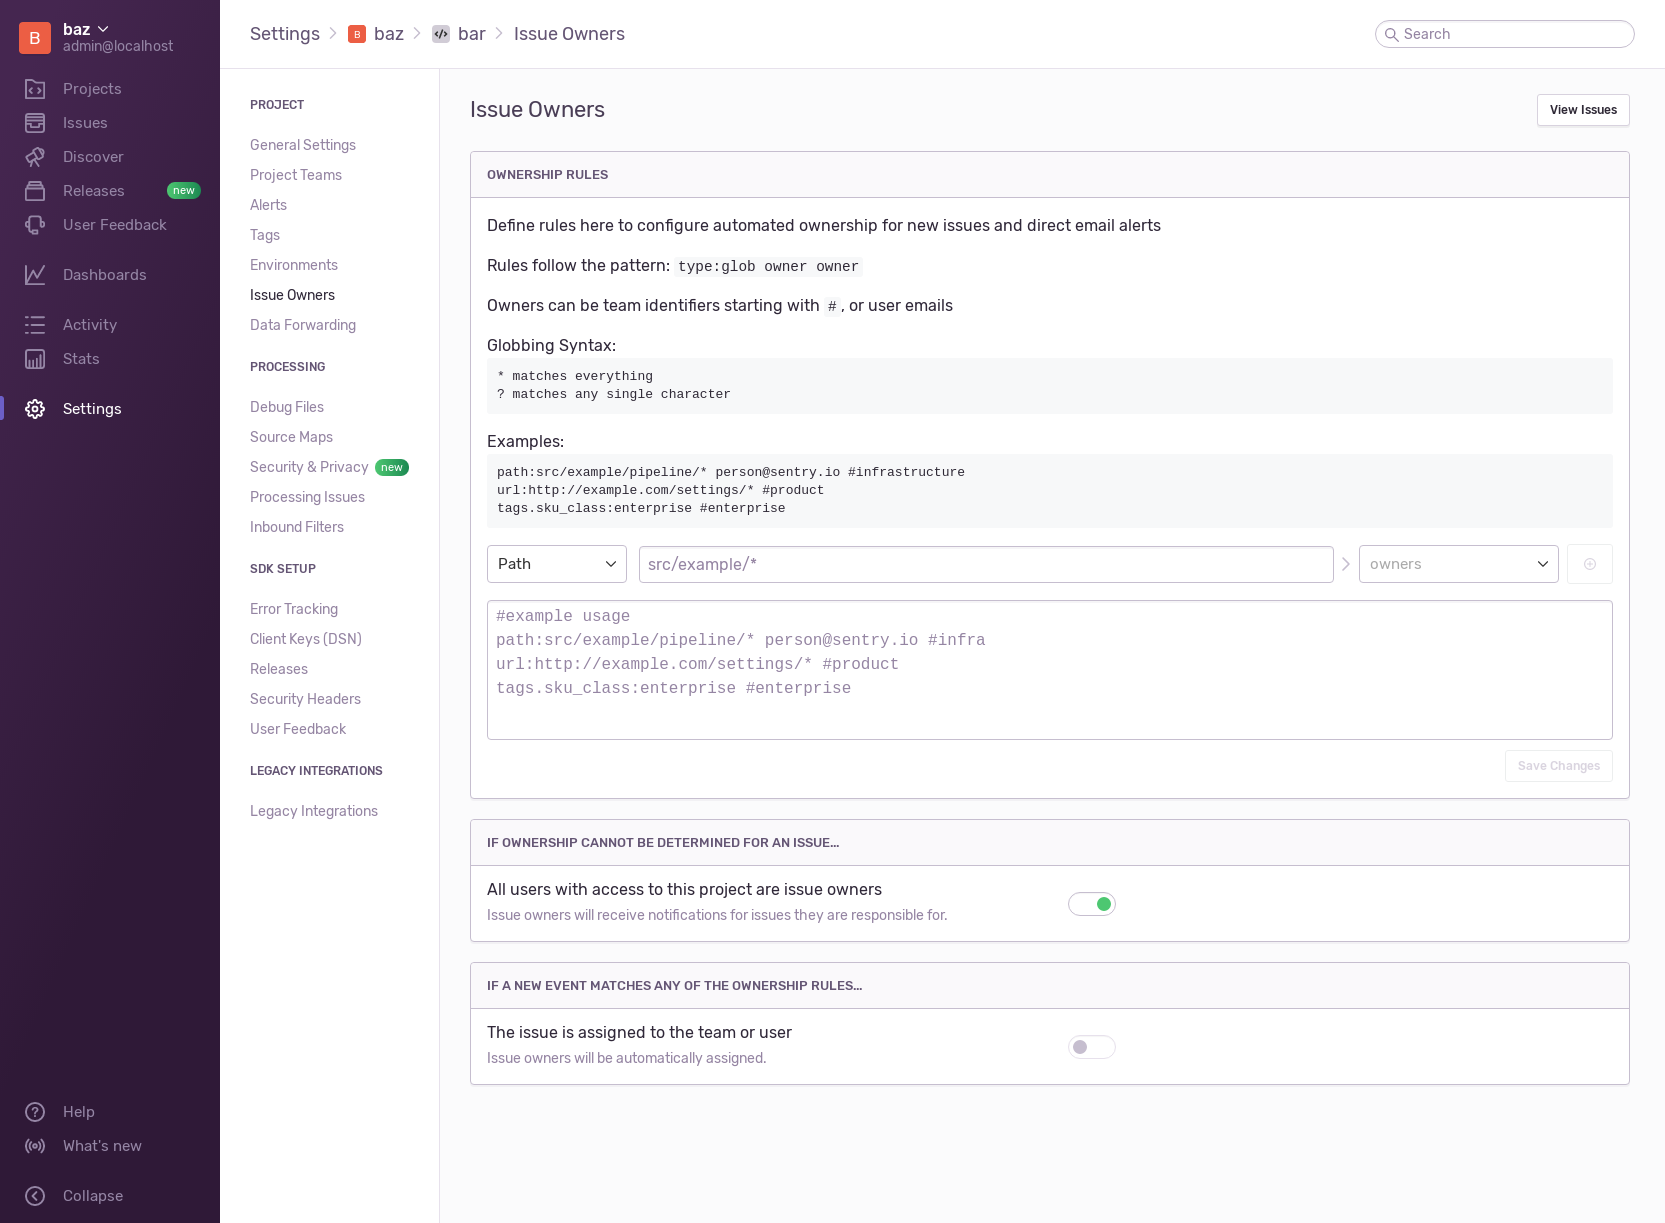 B
baz
admin@localhost
Projects
Issues
Discover
Releases new
User Feedback
Dashboards
Activity
Stats
Settings
Help
What's new
Collapse
Settings B baz bar Issue Owners
Search
PROJECT
General Settings
Project Teams
Alerts
Tags
Environments
Issue Owners
Data Forwarding
PROCESSING
Debug Files
Source Maps
Security & Privacy new
Processing Issues
Inbound Filters
SDK SETUP
Error Tracking
Client Keys (DSN)
Releases
Security Headers
User Feedback
LEGACY INTEGRATIONS
Legacy Integrations
Issue Owners
View Issues
OWNERSHIP RULES
Define rules here to configure automated ownership for new issues and direct email alerts
Rules follow the pattern: type:glob owner owner
Owners can be team identifiers starting with #, or user emails
Globbing Syntax:
* matches everything
? matches any single character
Examples:
path:src/example/pipeline/* person@sentry.io #infrastructure
url:http://example.com/settings/* #product
tags.sku_class:enterprise #enterprise
Path src/example/* owners
#example usage
path:src/example/pipeline/* person@sentry.io #infra
url:http://example.com/settings/* #product
tags.sku_class:enterprise #enterprise
Save Changes
IF OWNERSHIP CANNOT BE DETERMINED FOR AN ISSUE...
All users with access to this project are issue owners
Issue owners will receive notifications for issues they are responsible for.
IF A NEW EVENT MATCHES ANY OF THE OWNERSHIP RULES...
The issue is assigned to the team or user
Issue owners will be automatically assigned.